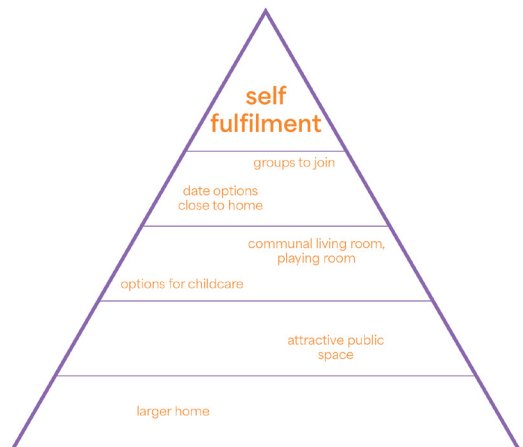 self
fulfilment
groups to join
date options
close to home
communal living room,
playing room
options for childcare
attractive public
space
larger home